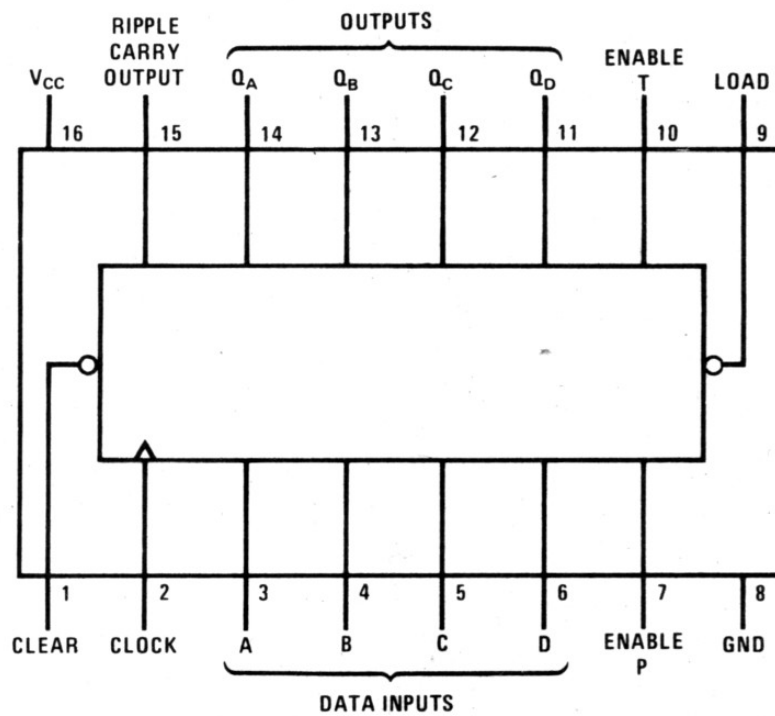 OUTPUTS
RIPPLE
CARRY
OUTPUT
VCC
QA
QB
QC
QD
ENABLE
T
LOAD
16 15 14 13 12 11 10 9
1 2 3 4 5 6 7 8
CLEAR CLOCK A B C D ENABLE
P
GND
DATA INPUTS